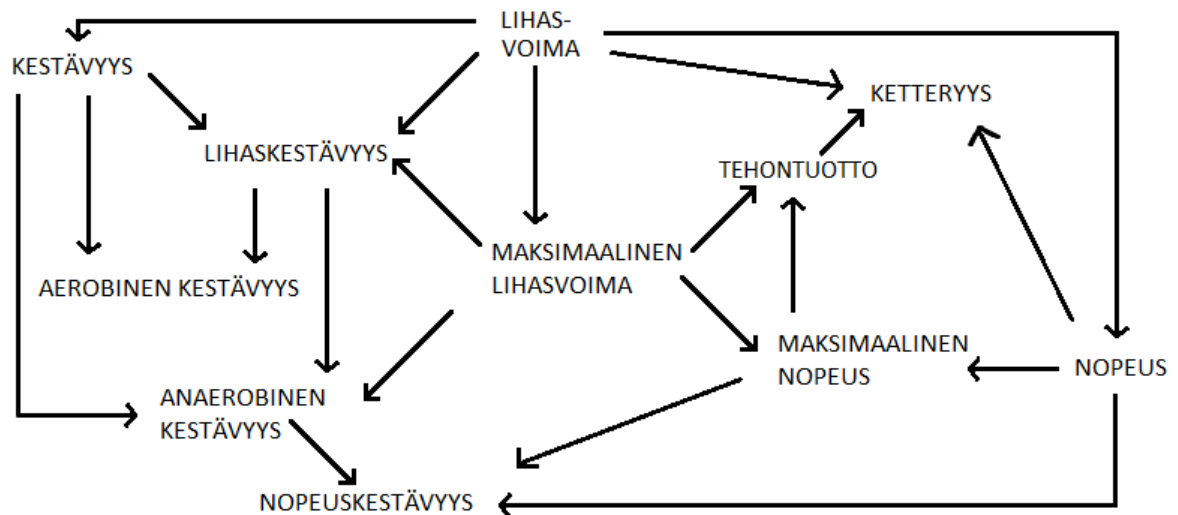 LIHAS-
VOIMA
KESTÄVYYS
KETTERYYS
LIHASKESTÄVYYS
TEHONTUOTTO
MAKSIMAALINEN
LIHASVOIMA
AEROBINEN KESTÄVYYS
MAKSIMAALINEN
NOPEUS
NOPEUS
ANAEROBINEN
KESTÄVYYS
NOPEUSKESTÄVYYS